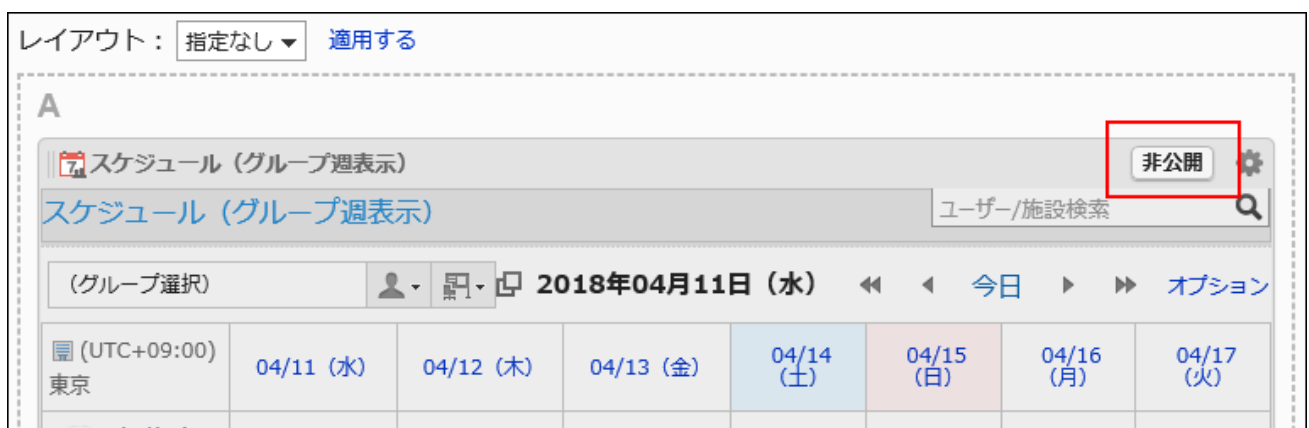 レイアウト： 指定なし 適用する
A
スケジュール（グループ週表示） 非公開
スケジュール（グループ週表示） ユーザー/施設検索
（グループ選択） 2018年04月11日（水） 今日 オプション
(UTC+09:00) 東京 04/11（水） 04/12（木） 04/13（金） 04/14（土） 04/15（日） 04/16（月） 04/17（火）